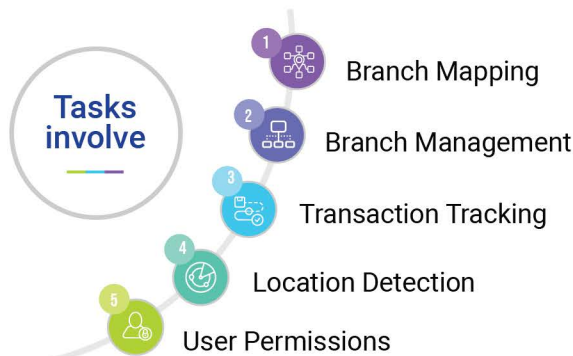 Tasks
involve
1
Branch Mapping
2
Branch Management
3
Transaction Tracking
4
Location Detection
5
User Permissions